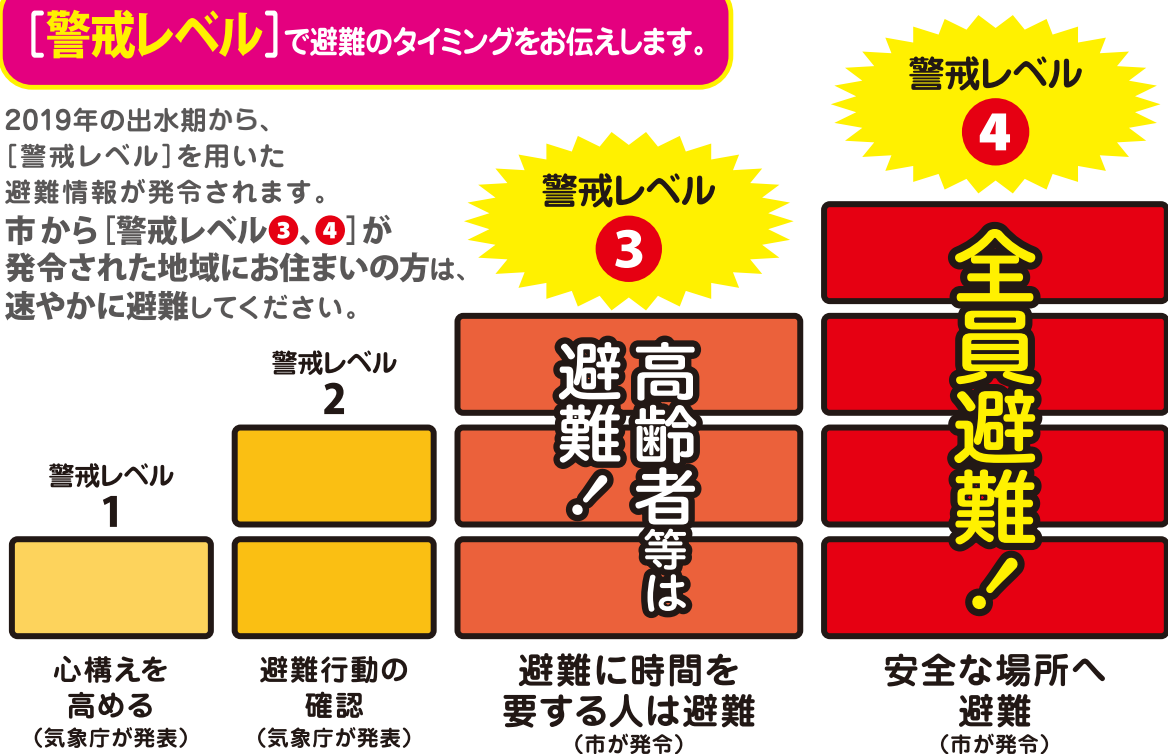 ［警戒レベル］で避難のタイミングをお伝えします。
2019年の出水期から、
［警戒レベル］を用いた
避難情報が発令されます。
市から［警戒レベル❸、❹］が
発令された地域にお住まいの方は、
速やかに避難してください。
警戒レベル
1
心構えを
高める
（気象庁が発表）
警戒レベル
2
避難行動の
確認
（気象庁が発表）
警戒レベル
3
高齢者等は
避難！
避難に時間を
要する人は避難
（市が発令）
警戒レベル
4
全員避難！
安全な場所へ
避難
（市が発令）